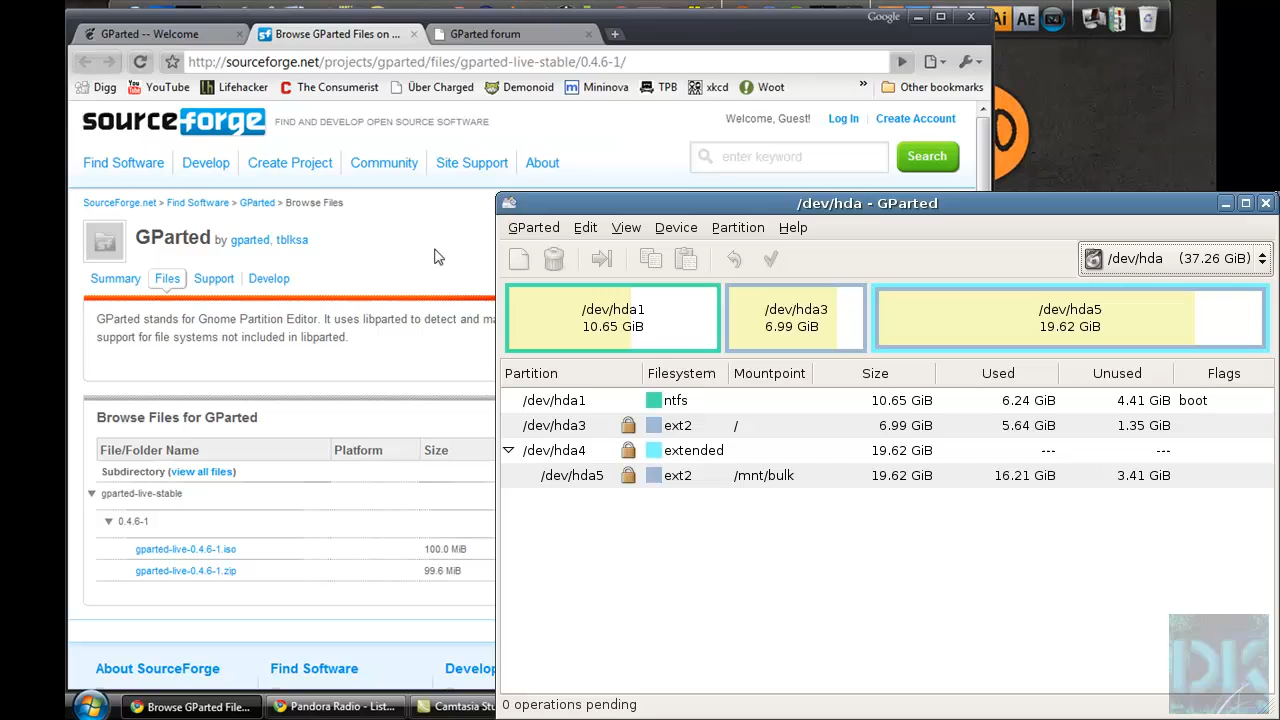 Google
Ai AE
GParted -- Welcome
Browse GParted Files on ...
GParted forum
http://sourceforge.net/projects/gparted/files/gparted-live-stable/0.4.6-1/
Digg YouTube Lifehacker The Consumerist Über Charged Demonoid Mininova TPB xkcd Woot » Other bookmarks
sourceforge FIND AND DEVELOP OPEN SOURCE SOFTWARE
Welcome, Guest! Log In Create Account
Find Software Develop Create Project Community Site Support About
enter keyword Search
SourceForge.net > Find Software > GParted > Browse Files
GParted by gparted, tblksa
Summary Files Support Develop
GParted stands for Gnome Partition Editor. It uses libparted to detect and ma
support for file systems not included in libparted.
Browse Files for GParted
File/Folder Name Platform Size
Subdirectory (view all files)
gparted-live-stable
0.4.6-1
gparted-live-0.4.6-1.iso 100.0 MiB
gparted-live-0.4.6-1.zip 99.6 MiB
About SourceForge Find Software Develo
/dev/hda - GParted
GParted Edit View Device Partition Help
/dev/hda (37.26 GiB)
/dev/hda1 /dev/hda3 /dev/hda5
10.65 GiB 6.99 GiB 19.62 GiB
Partition Filesystem Mountpoint Size Used Unused Flags
/dev/hda1 ntfs 10.65 GiB 6.24 GiB 4.41 GiB boot
/dev/hda3 ext2 / 6.99 GiB 5.64 GiB 1.35 GiB
/dev/hda4 extended 19.62 GiB --- ---
/dev/hda5 ext2 /mnt/bulk 19.62 GiB 16.21 GiB 3.41 GiB
0 operations pending
Browse GParted File... Pandora Radio - List... Camtasia Stu
DK